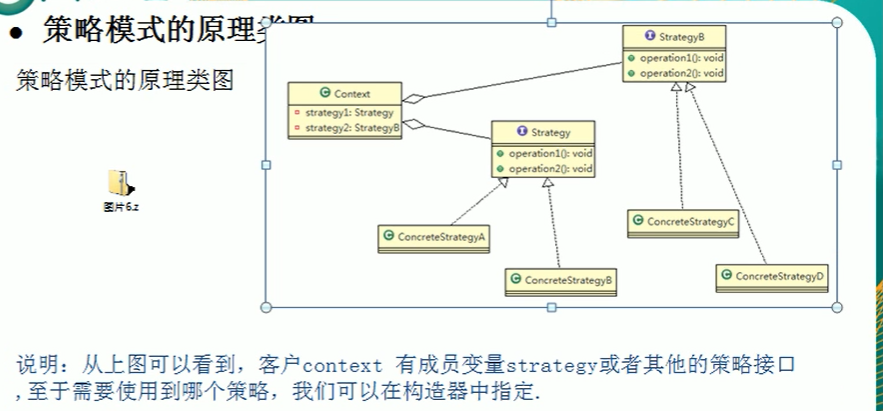 ● 策略模式的原理类图
策略模式的原理类图
图片6.z
StrategyB
operation1(): void
operation2(): void
Context
strategy1: Strategy
strategy2: StrategyB
Strategy
operation1(): void
operation2(): void
ConcreteStrategyA
ConcreteStrategyB
ConcreteStrategyC
ConcreteStrategyD
说明：从上图可以看到，客户context 有成员变量strategy或者其他的策略接口
,至于需要使用到哪个策略，我们可以在构造器中指定.